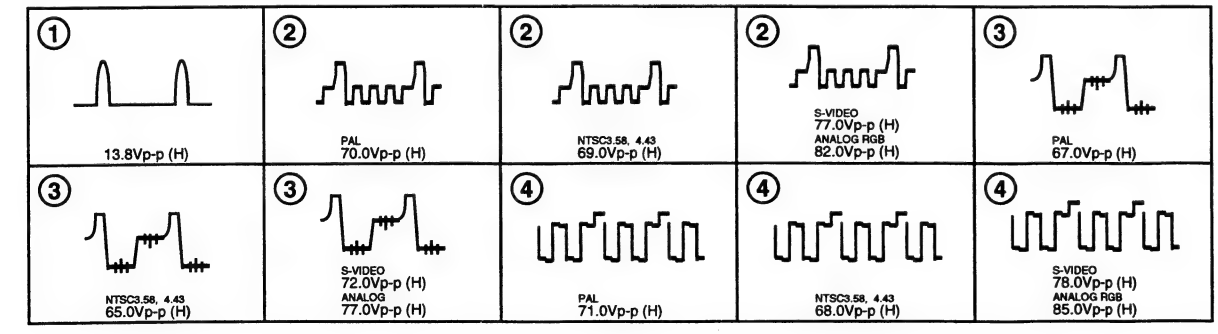 ①
13.8Vp-p (H)
②
PAL
70.0Vp-p (H)
②
NTSC3.58, 4.43
69.0Vp-p (H)
②
S-VIDEO
77.0Vp-p (H)
ANALOG RGB
82.0Vp-p (H)
③
PAL
67.0Vp-p (H)
③
NTSC3.58, 4.43
65.0Vp-p (H)
③
S-VIDEO
72.0Vp-p (H)
ANALOG
77.0Vp-p (H)
④
PAL
71.0Vp-p (H)
④
NTSC3.58, 4.43
68.0Vp-p (H)
④
S-VIDEO
78.0Vp-p (H)
ANALOG RGB
85.0Vp-p (H)